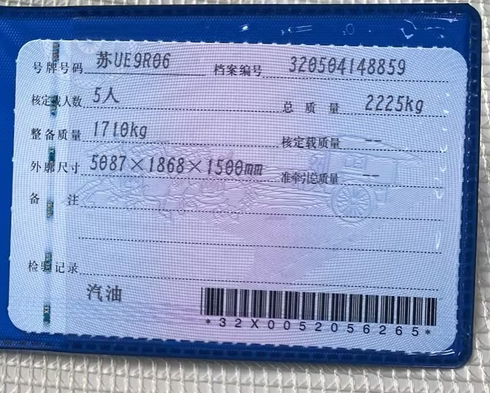 号牌号码 苏UE9R06 档案编号 320504148859
核定载人数 5人 总质量 2225kg
整备质量 1710kg 核定载质量 --
外廓尺寸 5087×1868×1500mm 准牵引总质量 --
备注
检验记录
汽油
*32X0052056265*